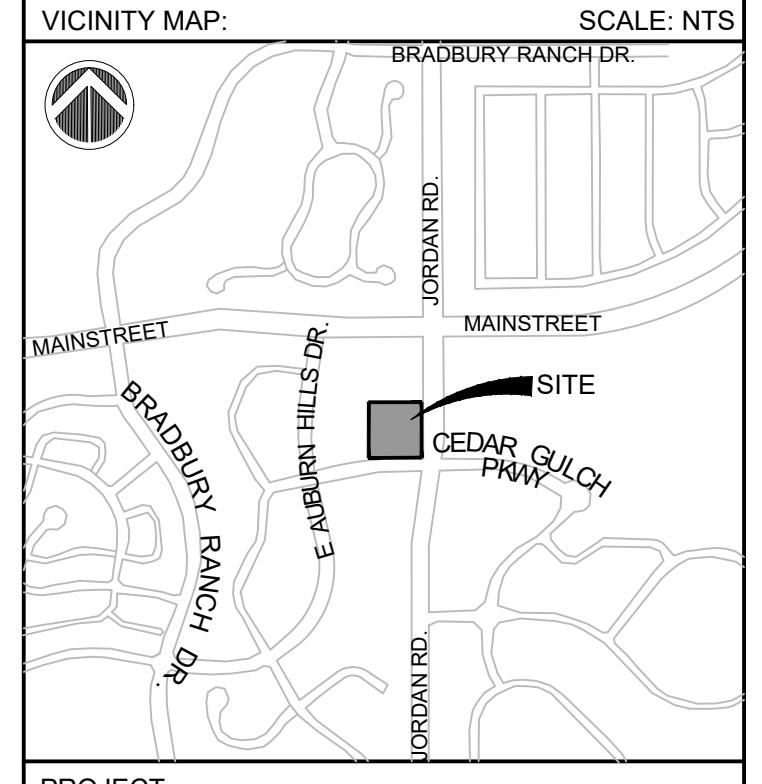 VICINITY MAP: SCALE: NTS
BRADBURY RANCH DR.
JORDAN RD.
MAINSTREET
MAINSTREET
E AUBURN HILLS DR.
SITE
BRADBURY RANCH DR.
CEDAR GULCH
PKWY
JORDAN RD.
PROJECT